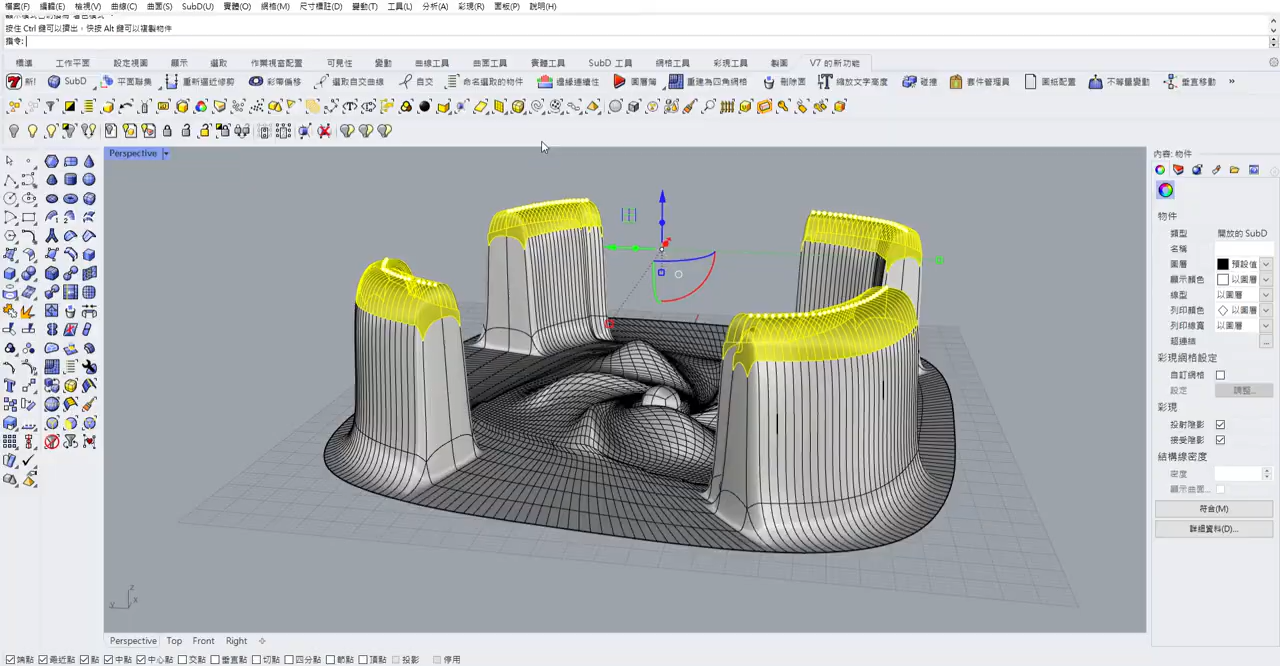 檔案(F) 編輯(E) 檢視(V) 曲線(C) 曲面(S) SubD(U) 實體(O) 網格(M) 尺寸標註(D) 變動(T) 工具(L) 分析(A) 彩現(R) 面板(P) 說明(H)
按住 Ctrl 鍵可以擠出，快按 Alt 鍵可以複製物件
指令:
標準 工作平面 設定視圖 顯示 選取 作業視窗配置 可見性 變動 曲線工具 曲面工具 實體工具 SubD 工具 網格工具 彩現工具 製圖 V7 的新功能
新! SubD 平面聯集 重新逼近修剪 彩帶偏移 選取自交曲線 自交 命名選取的物件 邊緣連續性 圖層簿 重建為四角網格 刪除面 縮放文字高度 碰撞 套件管理員 圖紙配置 不等量變動 垂直移動 »
Perspective
內容: 物件
物件
類型 開放的 SubD
名稱
圖層 預設值
顯示顏色 以圖層
線型 以圖層
列印顏色 以圖層
列印線寬 以圖層
超連結 ...
彩現網格設定
自訂網格
設定 調整...
彩現
投射陰影
接受陰影
結構線密度
密度
顯示曲面...
符合(M)
詳細資料(D)...
z
y x
Perspective Top Front Right
端點 最近點 點 中點 中心點 交點 垂直點 切點 四分點 節點 頂點 投影 停用